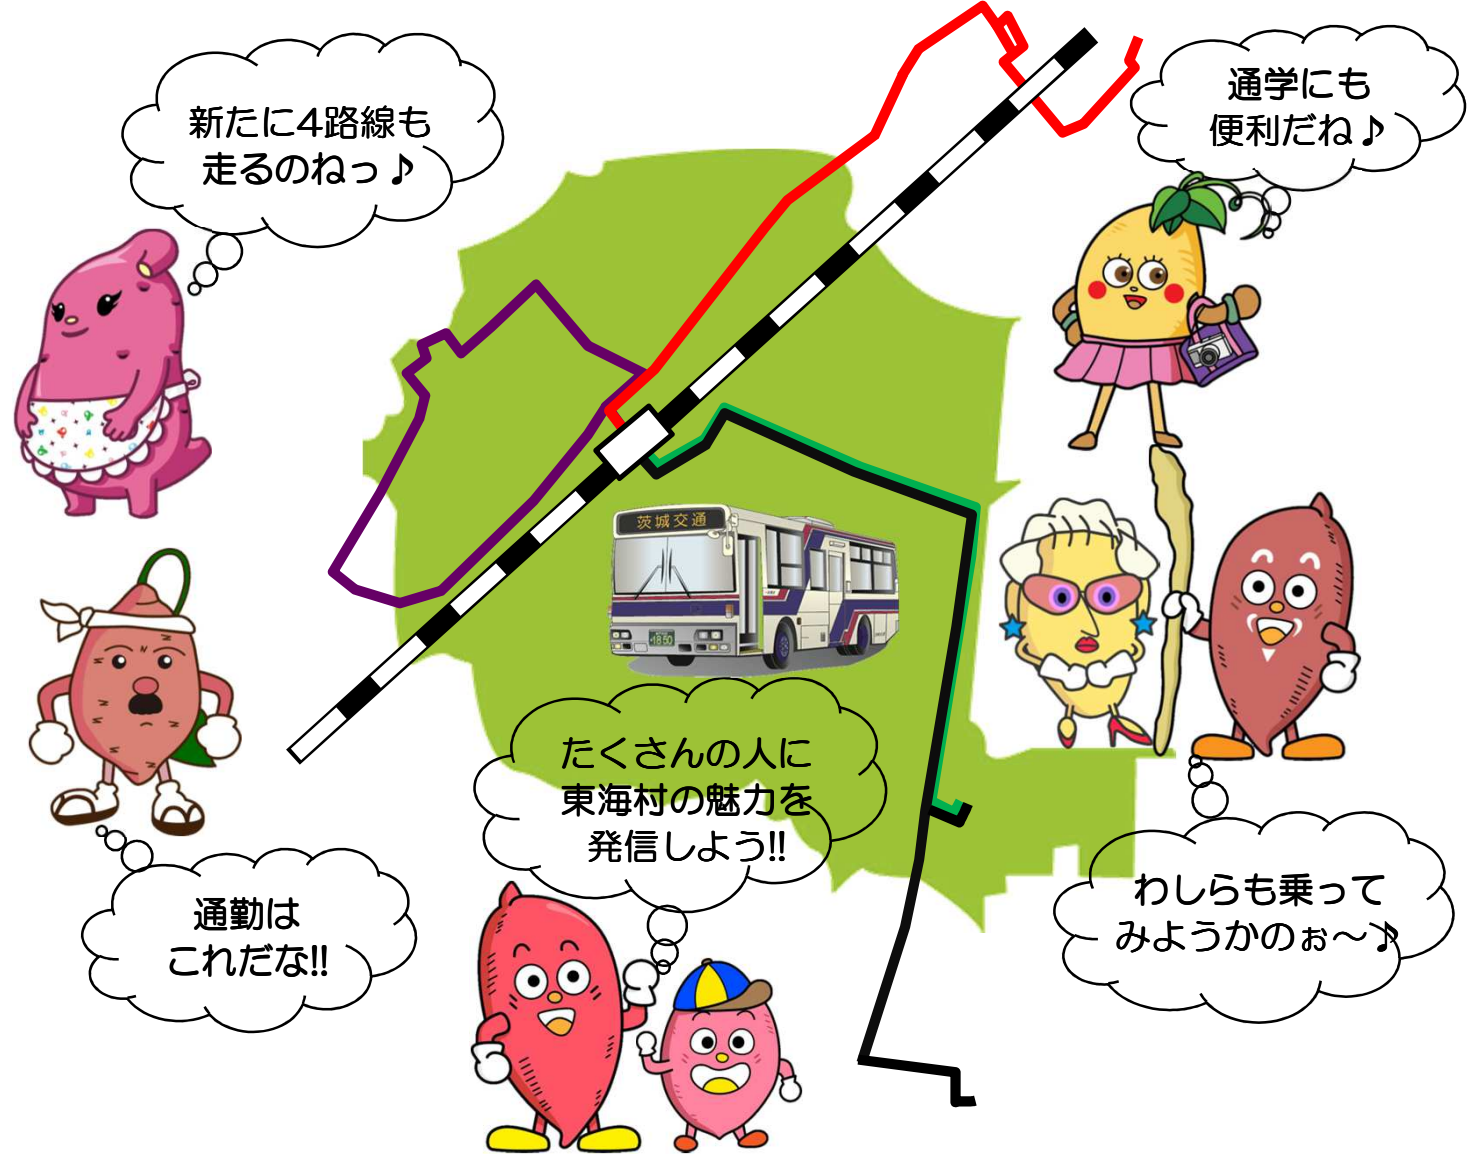 新たに4路線も
走るのねっ♪
通学にも
便利だね♪
茨城交通
1850
たくさんの人に
東海村の魅力を
発信しよう!!
わしらも乗って
みようかのぉ～♪
通勤は
これだな!!